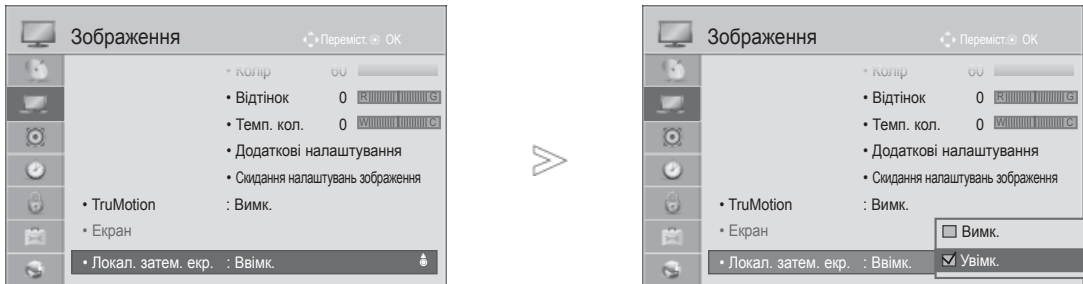 Зображення
Переміст. OK
• Колір 60
• Відтінок 0 R G
• Темп. кол. 0 W C
• Додаткові налаштування
• Скидання налаштувань зображення
• TruMotion : Вимк.
• Екран
• Локал. затем. екр. : Ввімк.
Зображення
Переміст. OK
• Колір 60
• Відтінок 0 R G
• Темп. кол. 0 W C
• Додаткові налаштування
• Скидання налаштувань зображення
• TruMotion : Вимк.
• Екран
Вимк.
• Локал. затем. екр. : Ввімк.
Увімк.